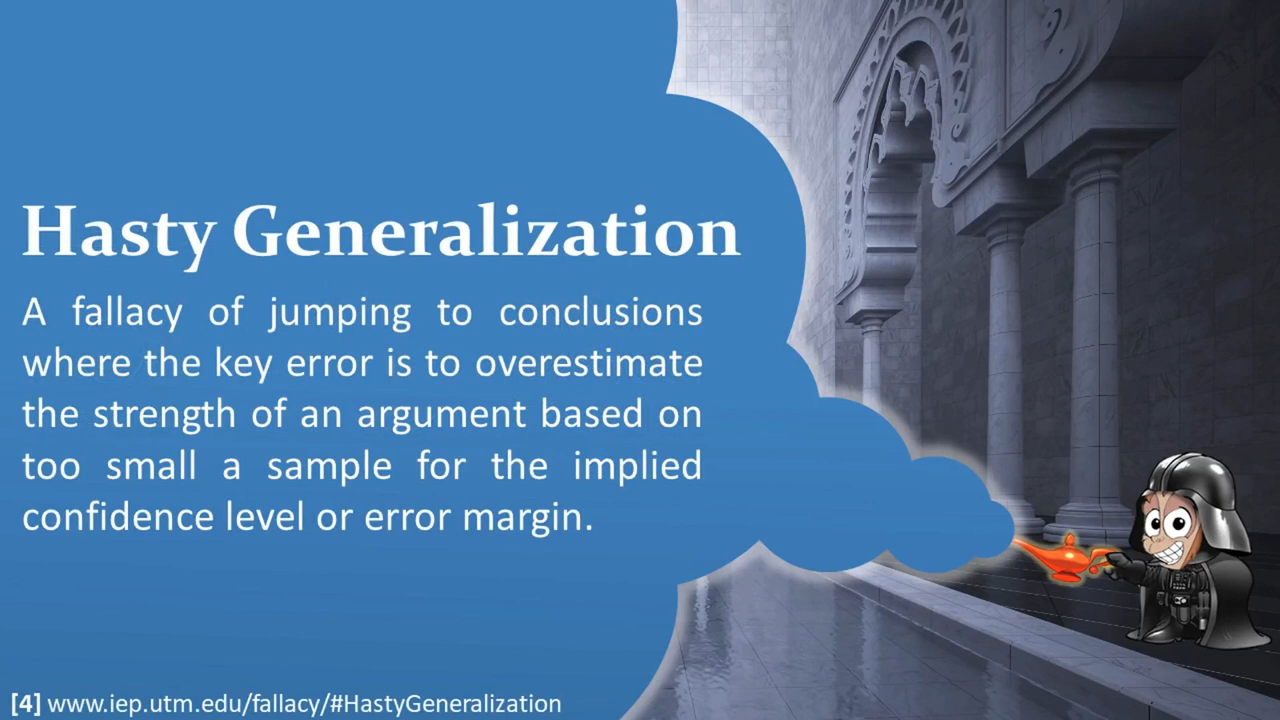 Hasty Generalization
A fallacy of jumping to conclusions
where the key error is to overestimate
the strength of an argument based on
too small a sample for the implied
confidence level or error margin.
[4] www.iep.utm.edu/fallacy/#HastyGeneralization